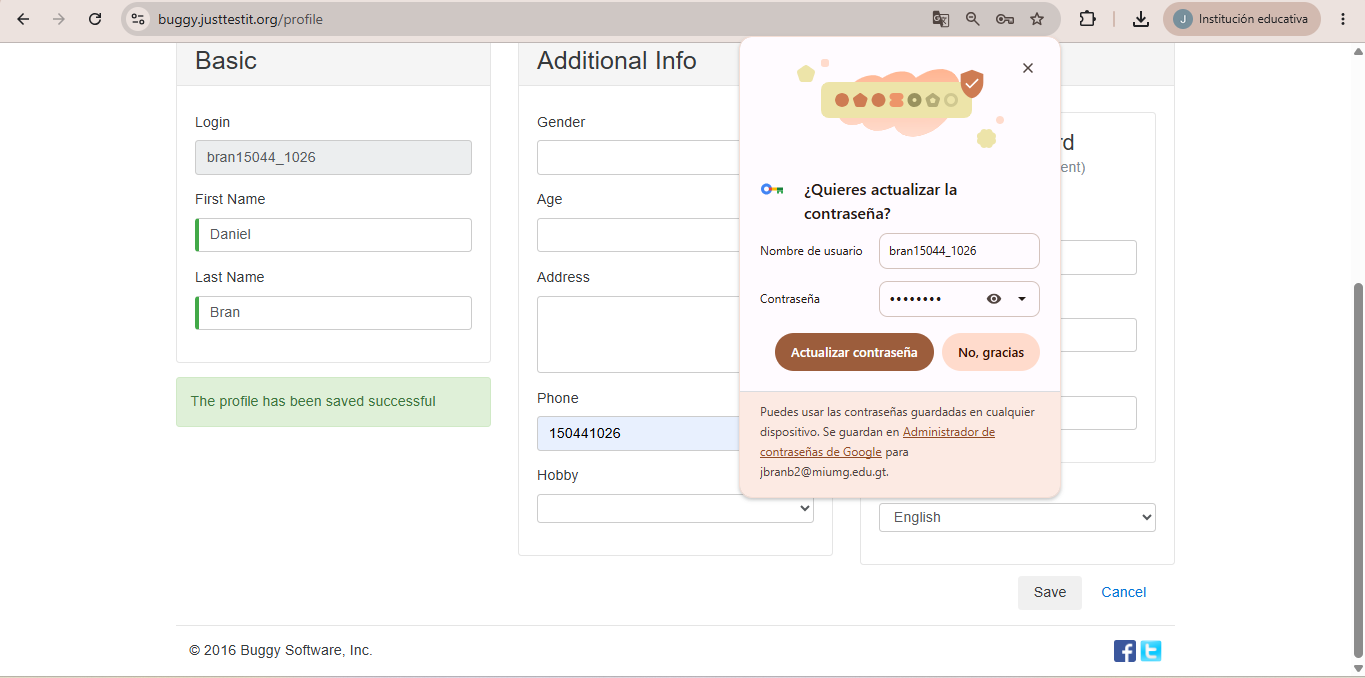 buggy.justtestit.org/profile
J
Institución educativa
Basic
Login
bran15044_1026
First Name
Daniel
Last Name
Bran
The profile has been saved successful
Additional Info
Gender
Age
Address
Phone
150441026
Hobby
¿Quieres actualizar la
contraseña?
Nombre de usuario
bran15044_1026
Contraseña
••••••••
Actualizar contraseña
No, gracias
Puedes usar las contraseñas guardadas en cualquier
dispositivo. Se guardan en Administrador de
contraseñas de Google para
jbranb2@miumg.edu.gt.
rd
ent)
English
Save
Cancel
© 2016 Buggy Software, Inc.